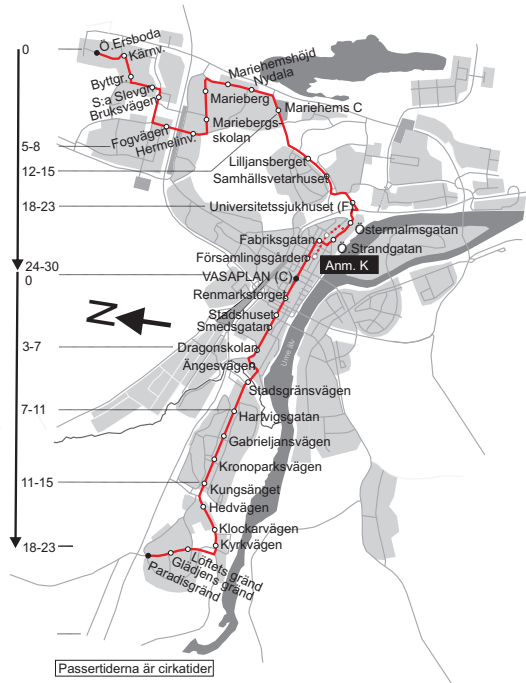 0
Ö.Ersboda
Kärnv.
Mariehemshöjd
Nydala
Byttgr.
S:a Slevgr.
Bruksvägen
Marieberg
Mariehems C
Mariebergs-
skolan
Fogvägen
Hermelinv.
5-8
Lilljansberget
12-15
Samhällsvetarhuset
18-23
Universitetssjukhuset (F)
Östermalmsgatan
Fabriksgatan
Ö Strandgatan
Församlingsgården
Anm. K
24-30
VASAPLAN (C)
0
Renmarkstorget
N
Stadshuset
Smedsgatan
3-7
Dragonskolan
Ume älv
Ängesvägen
Stadsgränsvägen
7-11
Hartvigsgatan
Gabrieljansvägen
Kronoparksvägen
11-15
Kungsänget
Hedvägen
Klockarvägen
18-23
Kyrkvägen
Löftets gränd
Glädjens gränd
Paradisgränd
Passertiderna är cirkatider